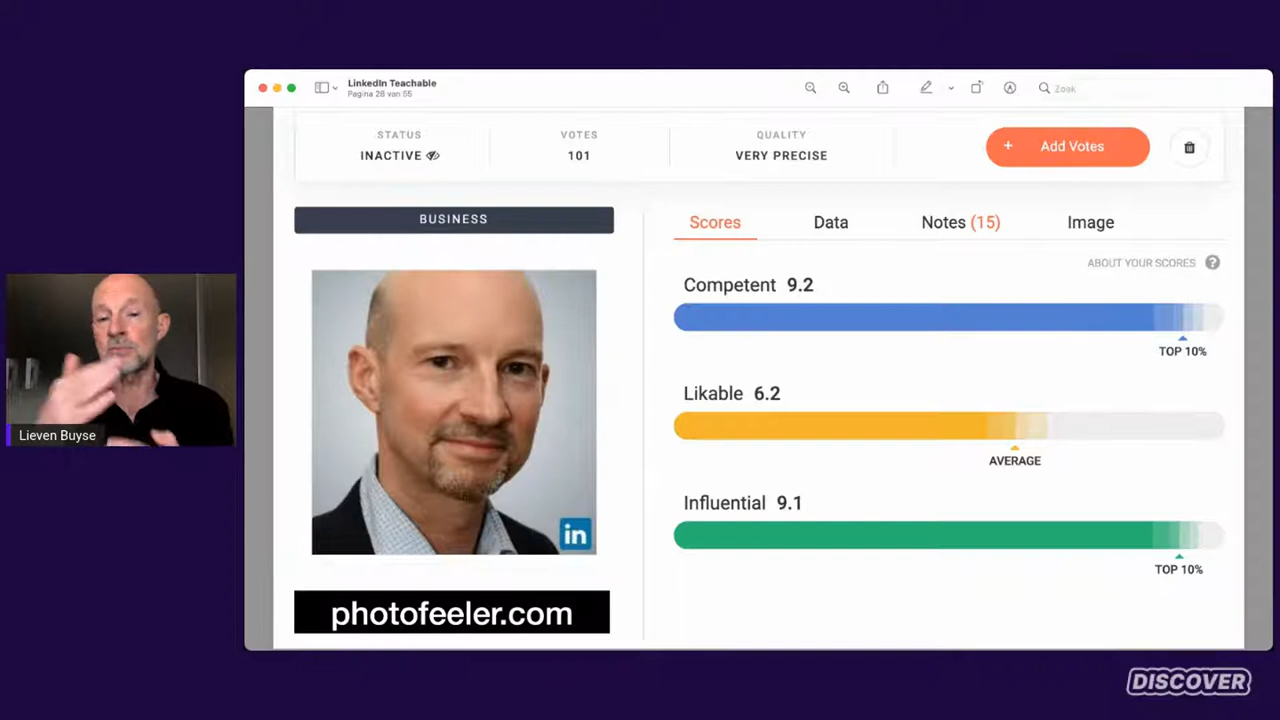 LinkedIn Teachable
Pagina 28 van 55
Zoek
STATUS
INACTIVE
VOTES
101
QUALITY
VERY PRECISE
+ Add Votes
BUSINESS
Scores
Data
Notes (15)
Image
ABOUT YOUR SCORES ?
Competent 9.2
TOP 10%
Likable 6.2
AVERAGE
Influential 9.1
TOP 10%
in
photofeeler.com
Lieven Buyse
DISCOVER